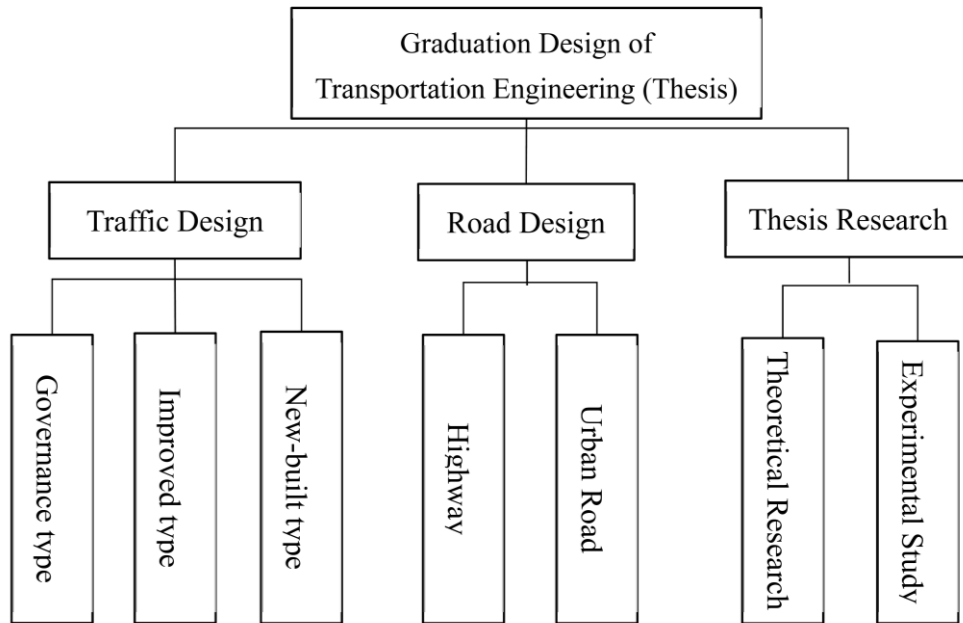 Graduation Design of
Transportation Engineering (Thesis)
Traffic Design
Road Design
Thesis Research
Governance type
Improved type
New-built type
Highway
Urban Road
Theoretical Research
Experimental Study